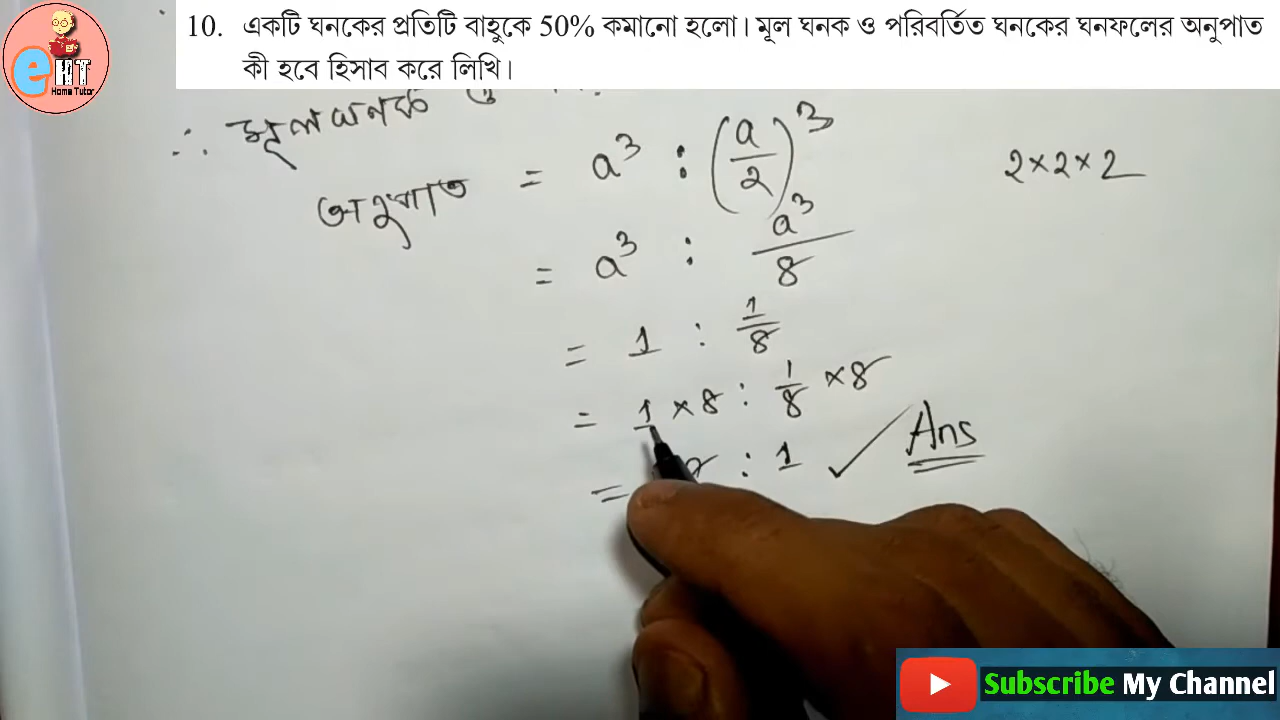 e HT
Home Tutor
10. একটি ঘনকের প্রতিটি বাহুকে 50% কমানো হলো। মূল ঘনক ও পরিবর্তিত ঘনকের ঘনফলের অনুপাত
কী হবে হিসাব করে লিখি।
∴ মূলঘনক ও
অনুপাত = a³ : (a/2)³
2×2×2
= a³ : a³/8
= 1 : 1/8
= 1 × 8 : 1/8 × 8
= : 1 ✓ Ans
Subscribe My Channel